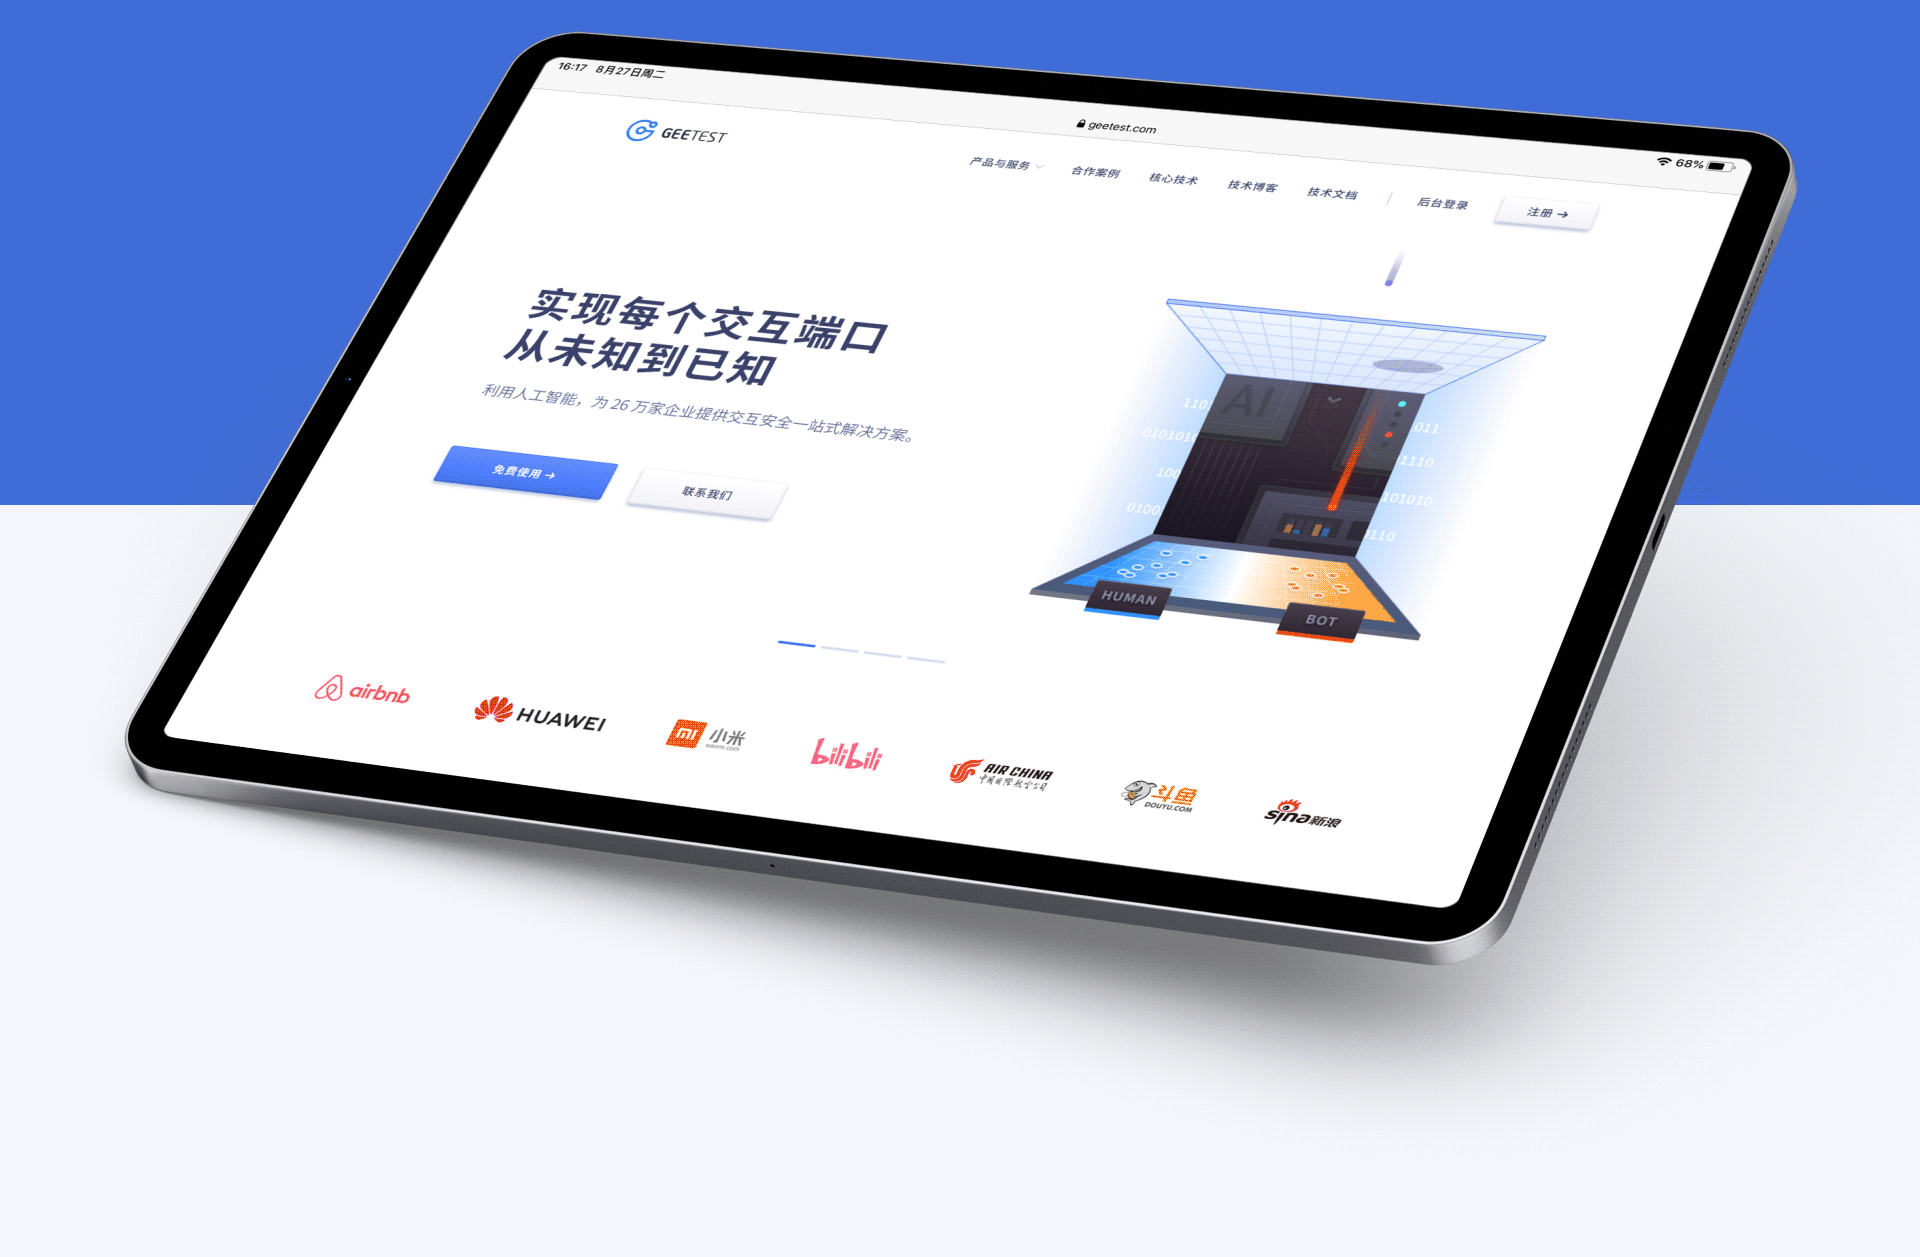 16:17 8月27日周二
geetest.com
68%
GEETEST
产品与服务
合作案例
核心技术
技术博客
技术文档
后台登录
注册 →
实现每个交互端口
从未知到已知
利用人工智能，为 26 万家企业提供交互安全一站式解决方案。
免费使用 →
联系我们
AI
110
011
0101010
1110
100
101010
0100
0110
HUMAN
BOT
airbnb
HUAWEI
小米
xiaomi.com
bilibili
AIR CHINA
中国国际航空公司
斗鱼
DOUYU.COM
sina新浪